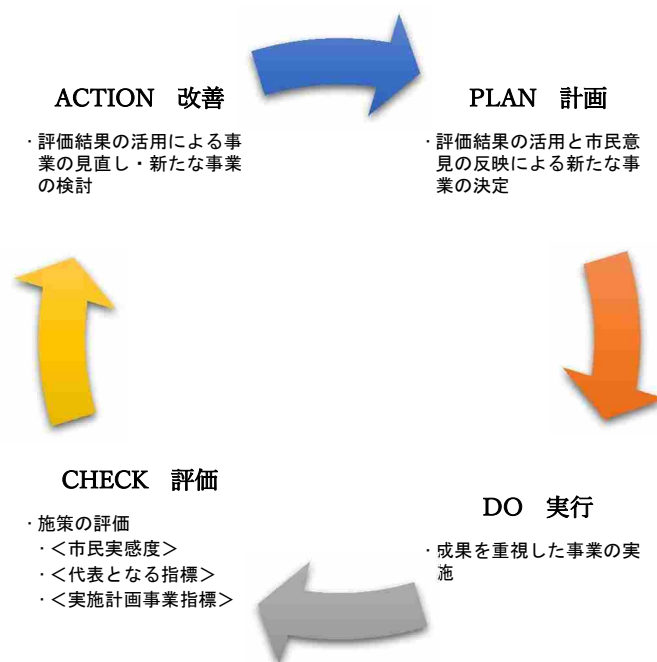 ACTION 改善
・評価結果の活用による事
業の見直し・新たな事業
の検討
PLAN 計画
・評価結果の活用と市民意
見の反映による新たな事
業の決定
CHECK 評価
・施策の評価
・＜市民実感度＞
・＜代表となる指標＞
・＜実施計画事業指標＞
DO 実行
・成果を重視した事業の実
施